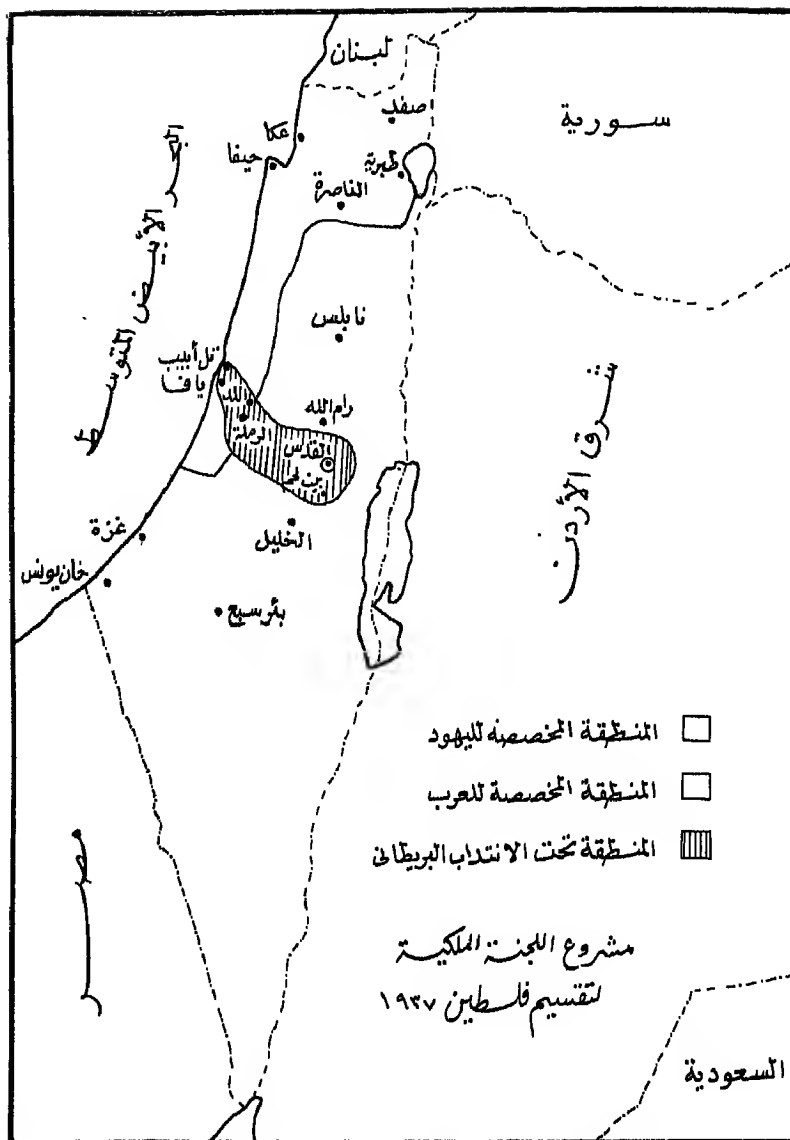 لبنان
سورية
صفد
عكا
حيفا
طبرية
الناصرة
البحر الأبيض المتوسط
نابلس
تل أبيب
يافا
اللد
الرملة
رام الله
القدس
بيت لحم
شرق الأردن
غزة
الخليل
خان يونس
بئر سبع
المنطقة المخصصه لليهود
المنطقة المخصصة للعرب
المنطقة تحت الانتداب البريطانى
مصر
مشروع اللجنة الملكية
لتقسيم فلسطين ١٩٣٧
السعودية